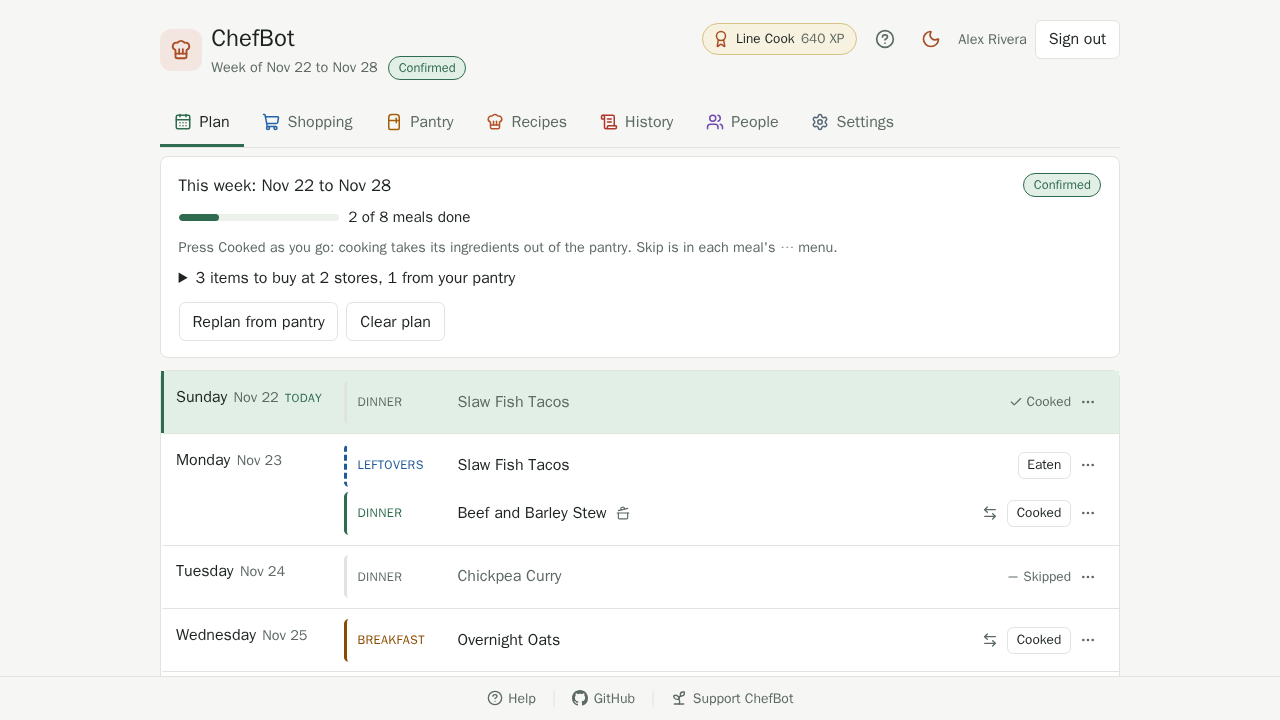 ChefBot
Week of Nov 22 to Nov 28 Confirmed
Line Cook 640 XP
Alex Rivera
Sign out
Plan Shopping Pantry Recipes History People Settings
This week: Nov 22 to Nov 28 Confirmed
2 of 8 meals done
Press Cooked as you go: cooking takes its ingredients out of the pantry. Skip is in each meal's ··· menu.
3 items to buy at 2 stores, 1 from your pantry
Replan from pantry Clear plan
Sunday Nov 22 TODAY DINNER Slaw Fish Tacos Cooked
Monday Nov 23 LEFTOVERS Slaw Fish Tacos Eaten
DINNER Beef and Barley Stew Cooked
Tuesday Nov 24 DINNER Chickpea Curry Skipped
Wednesday Nov 25 BREAKFAST Overnight Oats Cooked
Help GitHub Support ChefBot